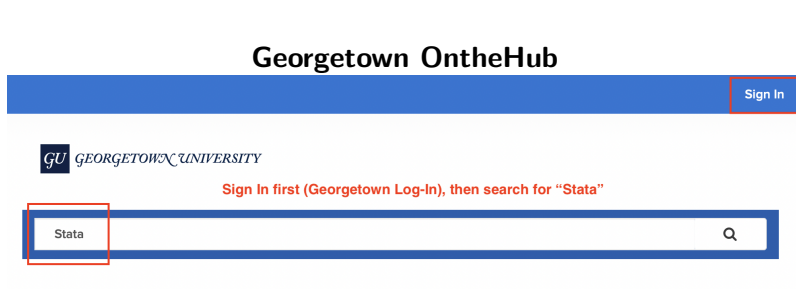 Georgetown OntheHub
Sign In
GU GEORGETOWN UNIVERSITY
Sign In first (Georgetown Log-In), then search for “Stata”
Stata